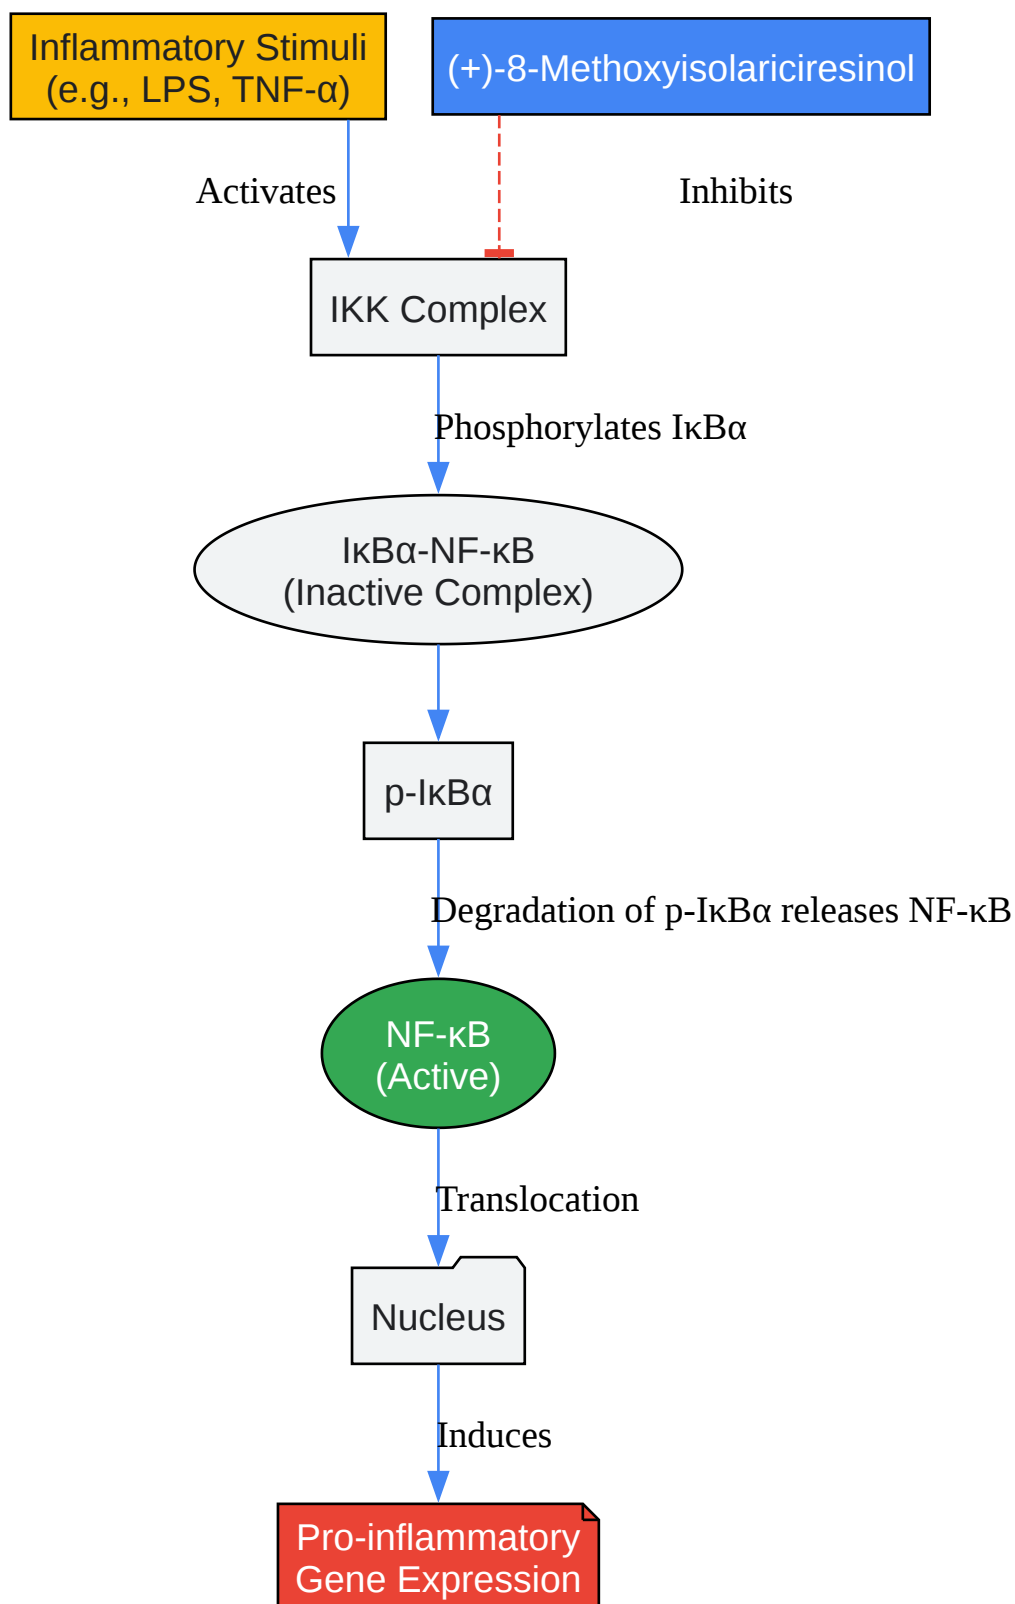 Inflammatory Stimuli
(e.g., LPS, TNF-α)
(+)-8-Methoxyisolariciresinol
Activates
Inhibits
IKK Complex
Phosphorylates IκBα
IκBα-NF-κB
(Inactive Complex)
p-IκBα
Degradation of p-IκBα releases NF-κB
NF-κB
(Active)
Translocation
Nucleus
Induces
Pro-inflammatory
Gene Expression